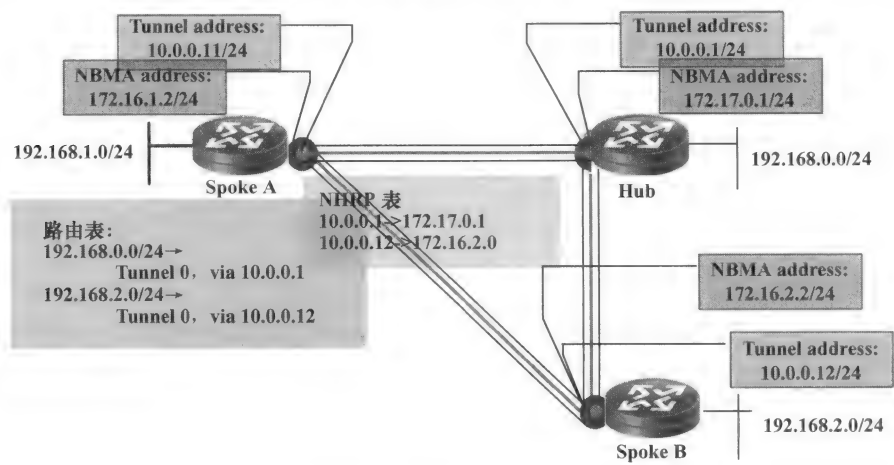 Tunnel address:
10.0.0.11/24
NBMA address:
172.16.1.2/24
Tunnel address:
10.0.0.1/24
NBMA address:
172.17.0.1/24
192.168.1.0/24
Spoke A
Hub
192.168.0.0/24
NHRP 表
10.0.0.1->172.17.0.1
10.0.0.12->172.16.2.0
路由表:
192.168.0.0/24→
Tunnel 0，via 10.0.0.1
192.168.2.0/24→
Tunnel 0，via 10.0.0.12
NBMA address:
172.16.2.2/24
Tunnel address:
10.0.0.12/24
192.168.2.0/24
Spoke B